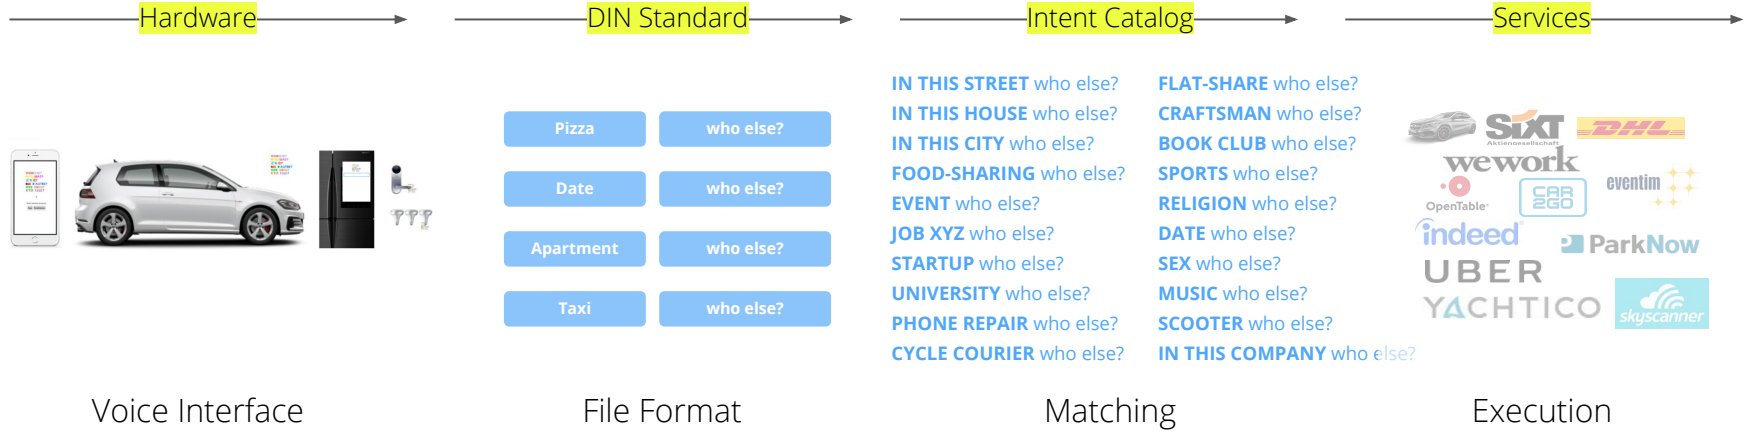 Hardware
DIN Standard
Intent Catalog
Services
Pizza who else?
Date who else?
Apartment who else?
Taxi who else?
IN THIS STREET who else?
IN THIS HOUSE who else?
IN THIS CITY who else?
FOOD-SHARING who else?
EVENT who else?
JOB XYZ who else?
STARTUP who else?
UNIVERSITY who else?
PHONE REPAIR who else?
CYCLE COURIER who else?
FLAT-SHARE who else?
CRAFTSMAN who else?
BOOK CLUB who else?
SPORTS who else?
RELIGION who else?
DATE who else?
SEX who else?
MUSIC who else?
SCOOTER who else?
IN THIS COMPANY who else?
SIXT
Aktiengesellschaft
DHL
wework
OpenTable
CAR2GO
eventim
indeed
ParkNow
UBER
YACHTICO
skyscanner
Voice Interface
File Format
Matching
Execution